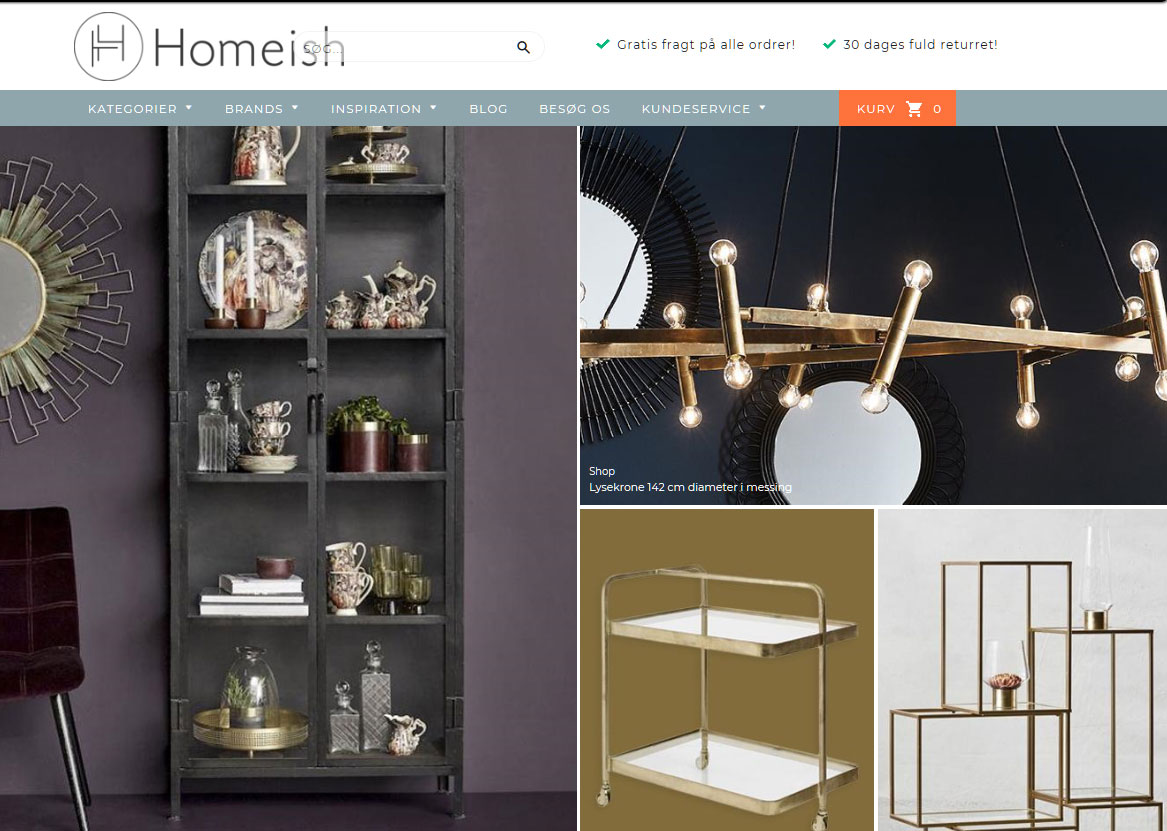 Homeish
SØG...
Gratis fragt på alle ordrer!
30 dages fuld returret!
KATEGORIER
BRANDS
INSPIRATION
BLOG
BESØG OS
KUNDESERVICE
KURV 0
Shop
Lysekrone 142 cm diameter i messing